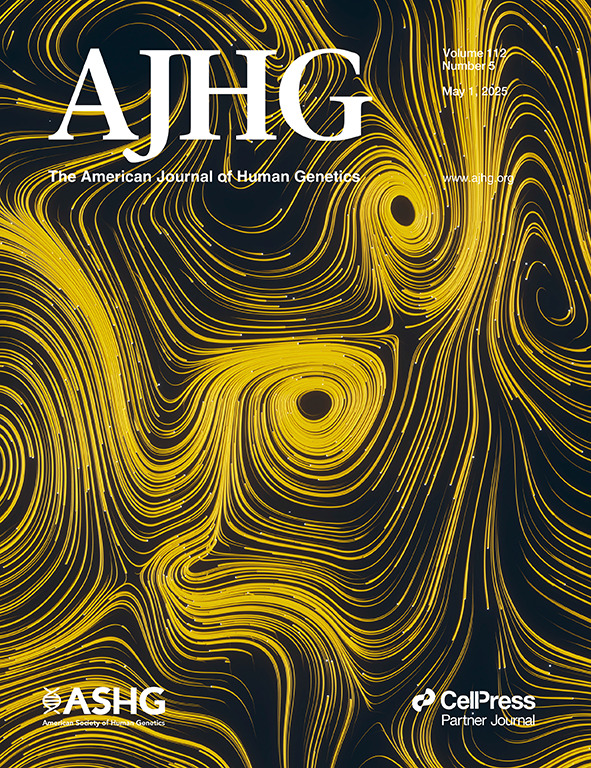 AJHG
The American Journal of Human Genetics
Volume 112
Number 5
May 1, 2025
www.ajhg.org
ASHG
American Society of Human Genetics
CellPress
Partner Journal